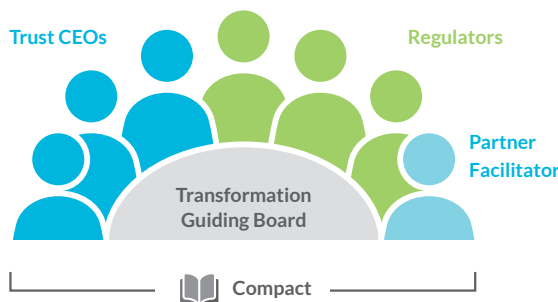 Trust CEOs
Regulators
Partner
Facilitator
Transformation
Guiding Board
Compact